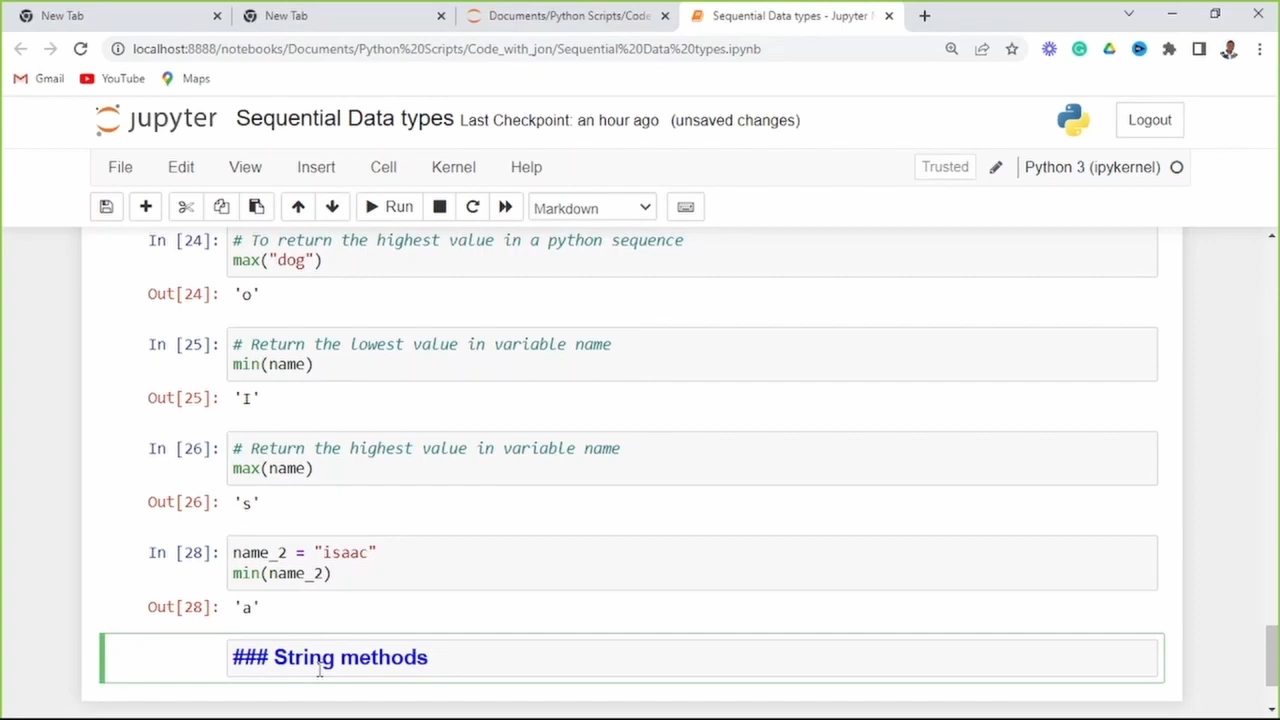 New Tab
New Tab
Documents/Python Scripts/Code
Sequential Data types - Jupyter
localhost:8888/notebooks/Documents/Python%20Scripts/Code_with_jon/Sequential%20Data%20types.ipynb
Gmail YouTube Maps
jupyter Sequential Data types Last Checkpoint: an hour ago (unsaved changes) Logout
File Edit View Insert Cell Kernel Help Trusted Python 3 (ipykernel)
Run Markdown
In [24]: # To return the highest value in a python sequence
max("dog")
Out[24]: 'o'
In [25]: # Return the lowest value in variable name
min(name)
Out[25]: 'I'
In [26]: # Return the highest value in variable name
max(name)
Out[26]: 's'
In [28]: name_2 = "isaac"
min(name_2)
Out[28]: 'a'
### String methods